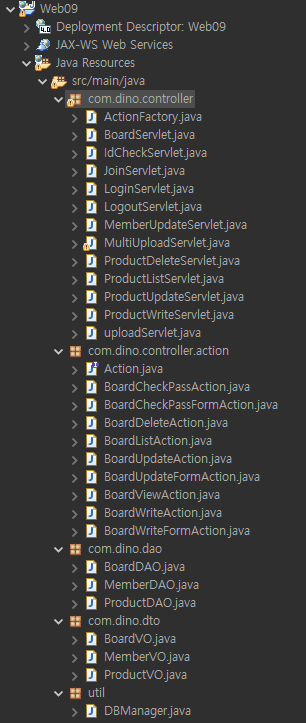 Web09
Deployment Descriptor: Web09
JAX-WS Web Services
Java Resources
src/main/java
com.dino.controller
ActionFactory.java
BoardServlet.java
IdCheckServlet.java
JoinServlet.java
LoginServlet.java
LogoutServlet.java
MemberUpdateServlet.java
MultiUploadServlet.java
ProductDeleteServlet.java
ProductListServlet.java
ProductUpdateServlet.java
ProductWriteServlet.java
uploadServlet.java
com.dino.controller.action
Action.java
BoardCheckPassAction.java
BoardCheckPassFormAction.java
BoardDeleteAction.java
BoardListAction.java
BoardUpdateAction.java
BoardUpdateFormAction.java
BoardViewAction.java
BoardWriteAction.java
BoardWriteFormAction.java
com.dino.dao
BoardDAO.java
MemberDAO.java
ProductDAO.java
com.dino.dto
BoardVO.java
MemberVO.java
ProductVO.java
util
DBManager.java